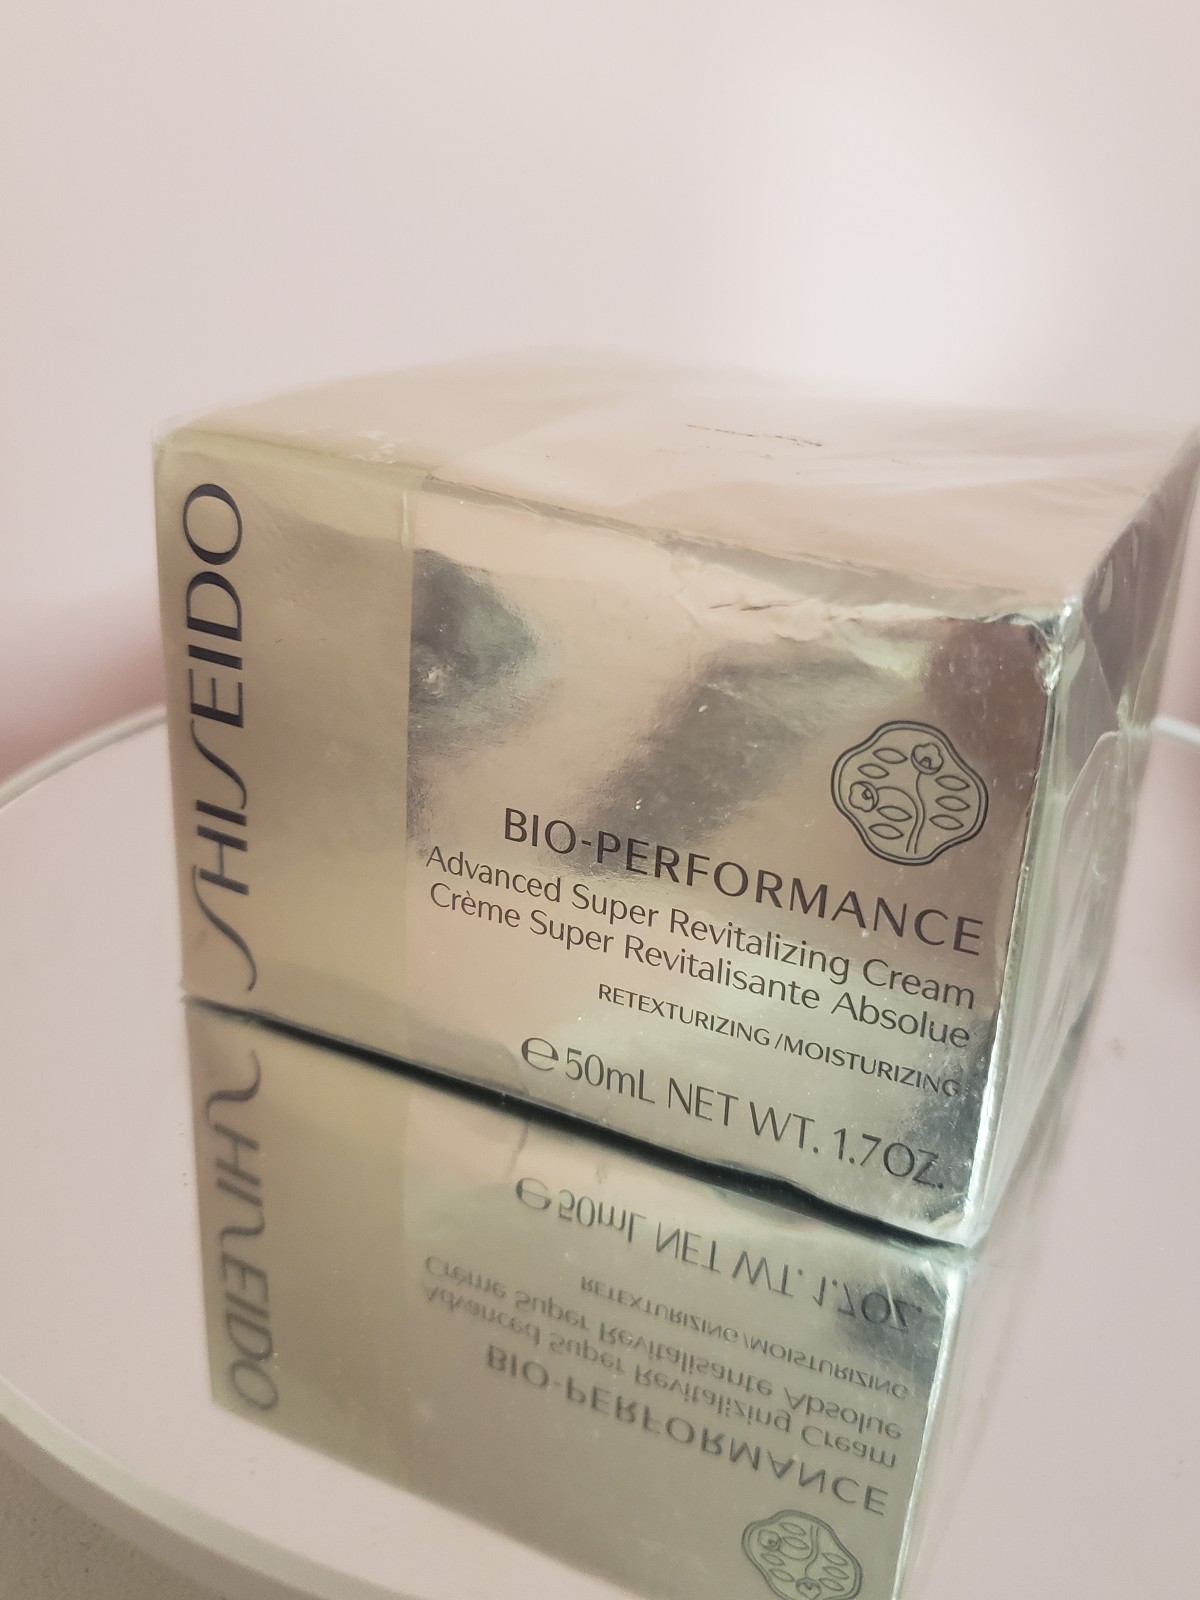 SHISEIDO
BIO-PERFORMANCE
Advanced Super Revitalizing Cream
Crème Super Revitalisante Absolue
RETEXTURIZING/MOISTURIZING
℮50mL NET WT. 1.7OZ.